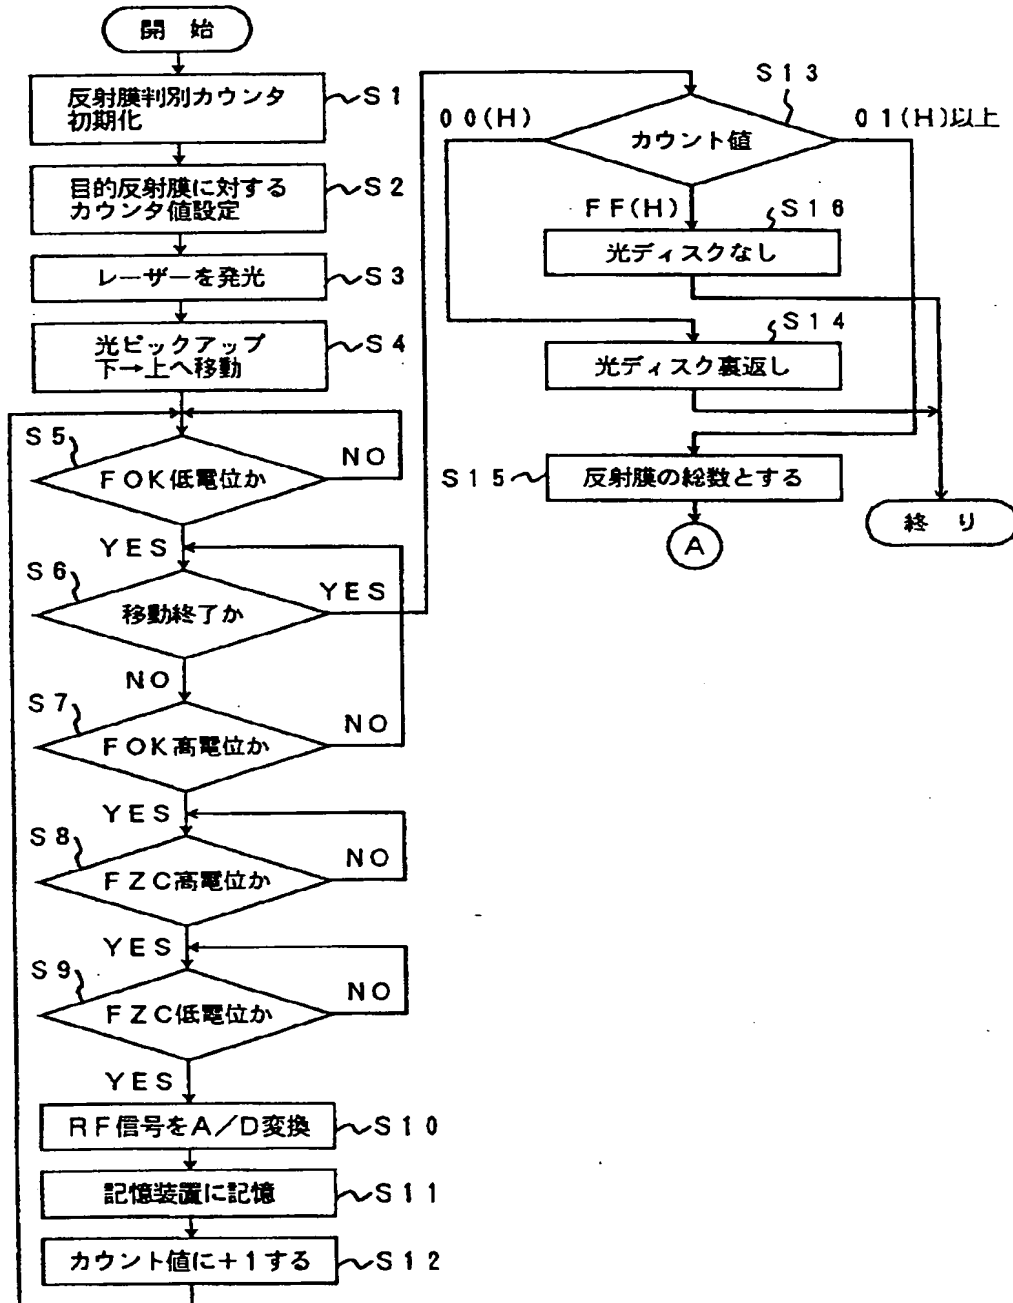 開 始
反射膜判別カウンタ
初期化
S1
目的反射膜に対する
カウンタ値設定
S2
レーザーを発光
S3
光ピックアップ
下→上へ移動
S4
S5
FOK低電位か
NO
YES
S6
移動終了か
YES
NO
S7
FOK高電位か
NO
YES
S8
FZC高電位か
NO
YES
S9
FZC低電位か
NO
YES
RF信号をA/D変換
S10
記憶装置に記憶
S11
カウント値に+1する
S12
S13
00(H)
カウント値
01(H)以上
FF(H)
S16
光ディスクなし
S14
光ディスク裏返し
S15
反射膜の総数とする
A
終 り